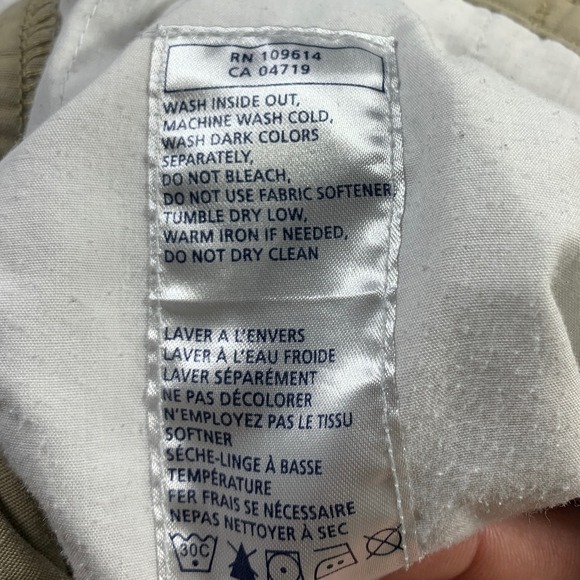 RN 109614
CA 04719
WASH INSIDE OUT,
MACHINE WASH COLD,
WASH DARK COLORS
SEPARATELY,
DO NOT BLEACH,
DO NOT USE FABRIC SOFTENER,
TUMBLE DRY LOW,
WARM IRON IF NEEDED,
DO NOT DRY CLEAN
LAVER A L'ENVERS
LAVER À L'EAU FROIDE
LAVER SÉPARÉMENT
NE PAS DÉCOLORER
N'EMPLOYEZ PAS LE TISSU
SOFTNER
SÉCHE-LINGE À BASSE
TEMPÉRATURE
FER FRAIS SE NÉCESSAIRE
NEPAS NETTOYER À SEC
30C